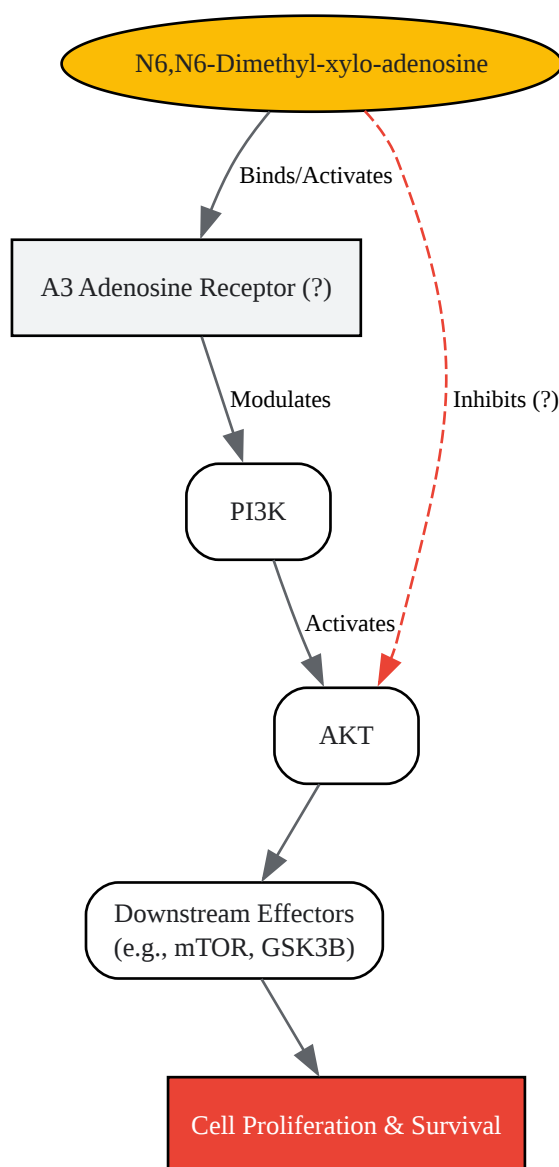 N6,N6-Dimethyl-xylo-adenosine
Binds/Activates
A3 Adenosine Receptor (?)
Modulates
Inhibits (?)
PI3K
Activates
AKT
Downstream Effectors
(e.g., mTOR, GSK3B)
Cell Proliferation & Survival